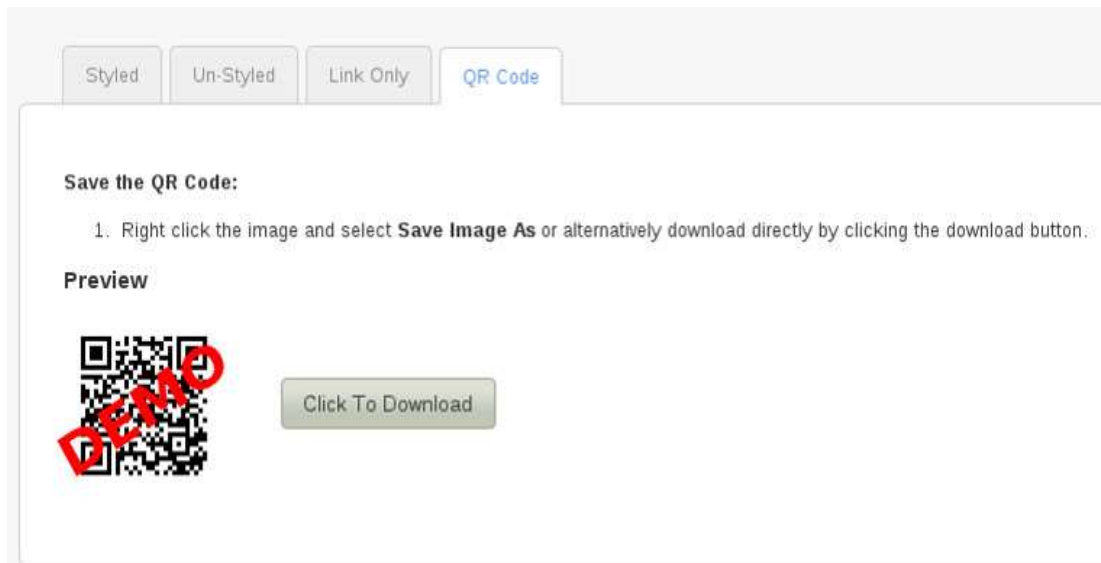 Styled Un-Styled Link Only QR Code
Save the QR Code:
1. Right click the image and select Save Image As or alternatively download directly by clicking the download button.
Preview
DEMO
Click To Download